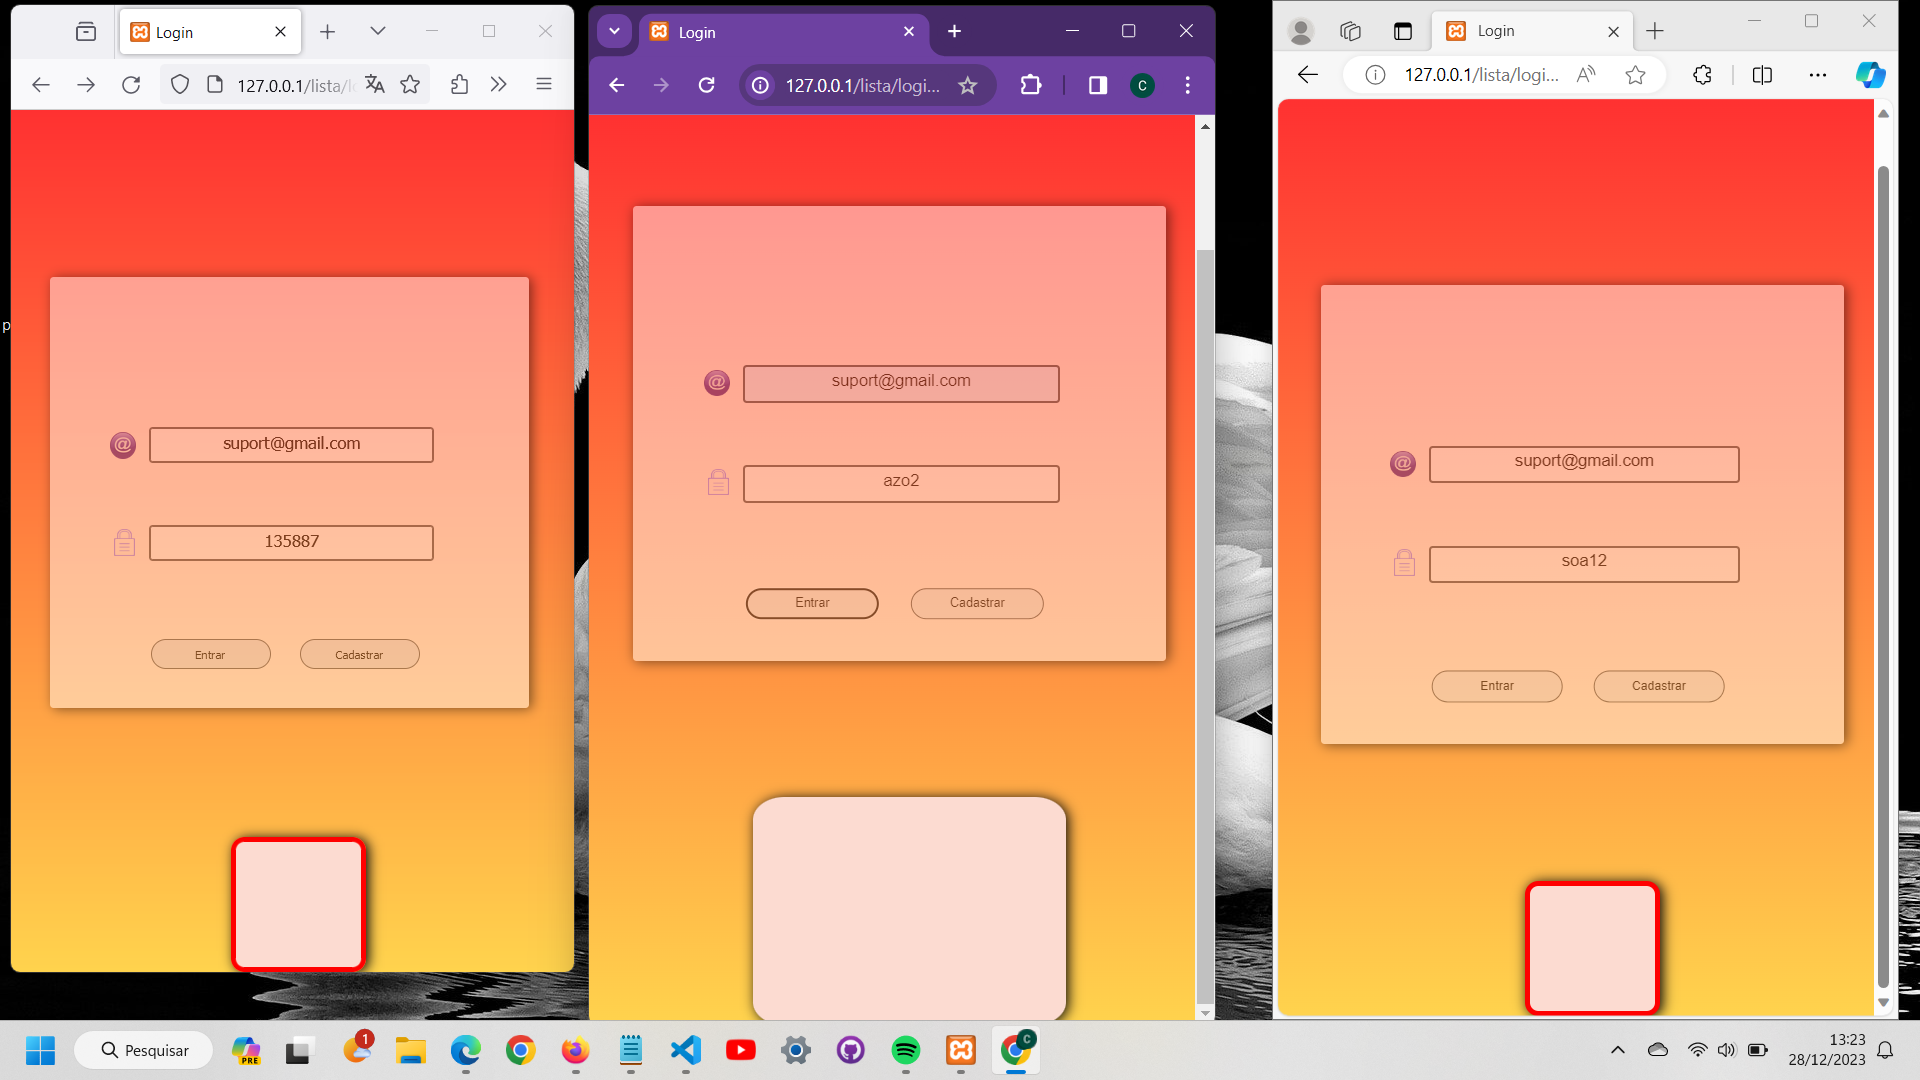 Login
127.0.0.1/lista/l
suport@gmail.com
135887
Entrar
Cadastrar
Login
127.0.0.1/lista/logi...
C
suport@gmail.com
azo2
Entrar
Cadastrar
Login
127.0.0.1/lista/logi...
suport@gmail.com
soa12
Entrar
Cadastrar
p
Pesquisar
PRE
1
C
13:23
28/12/2023